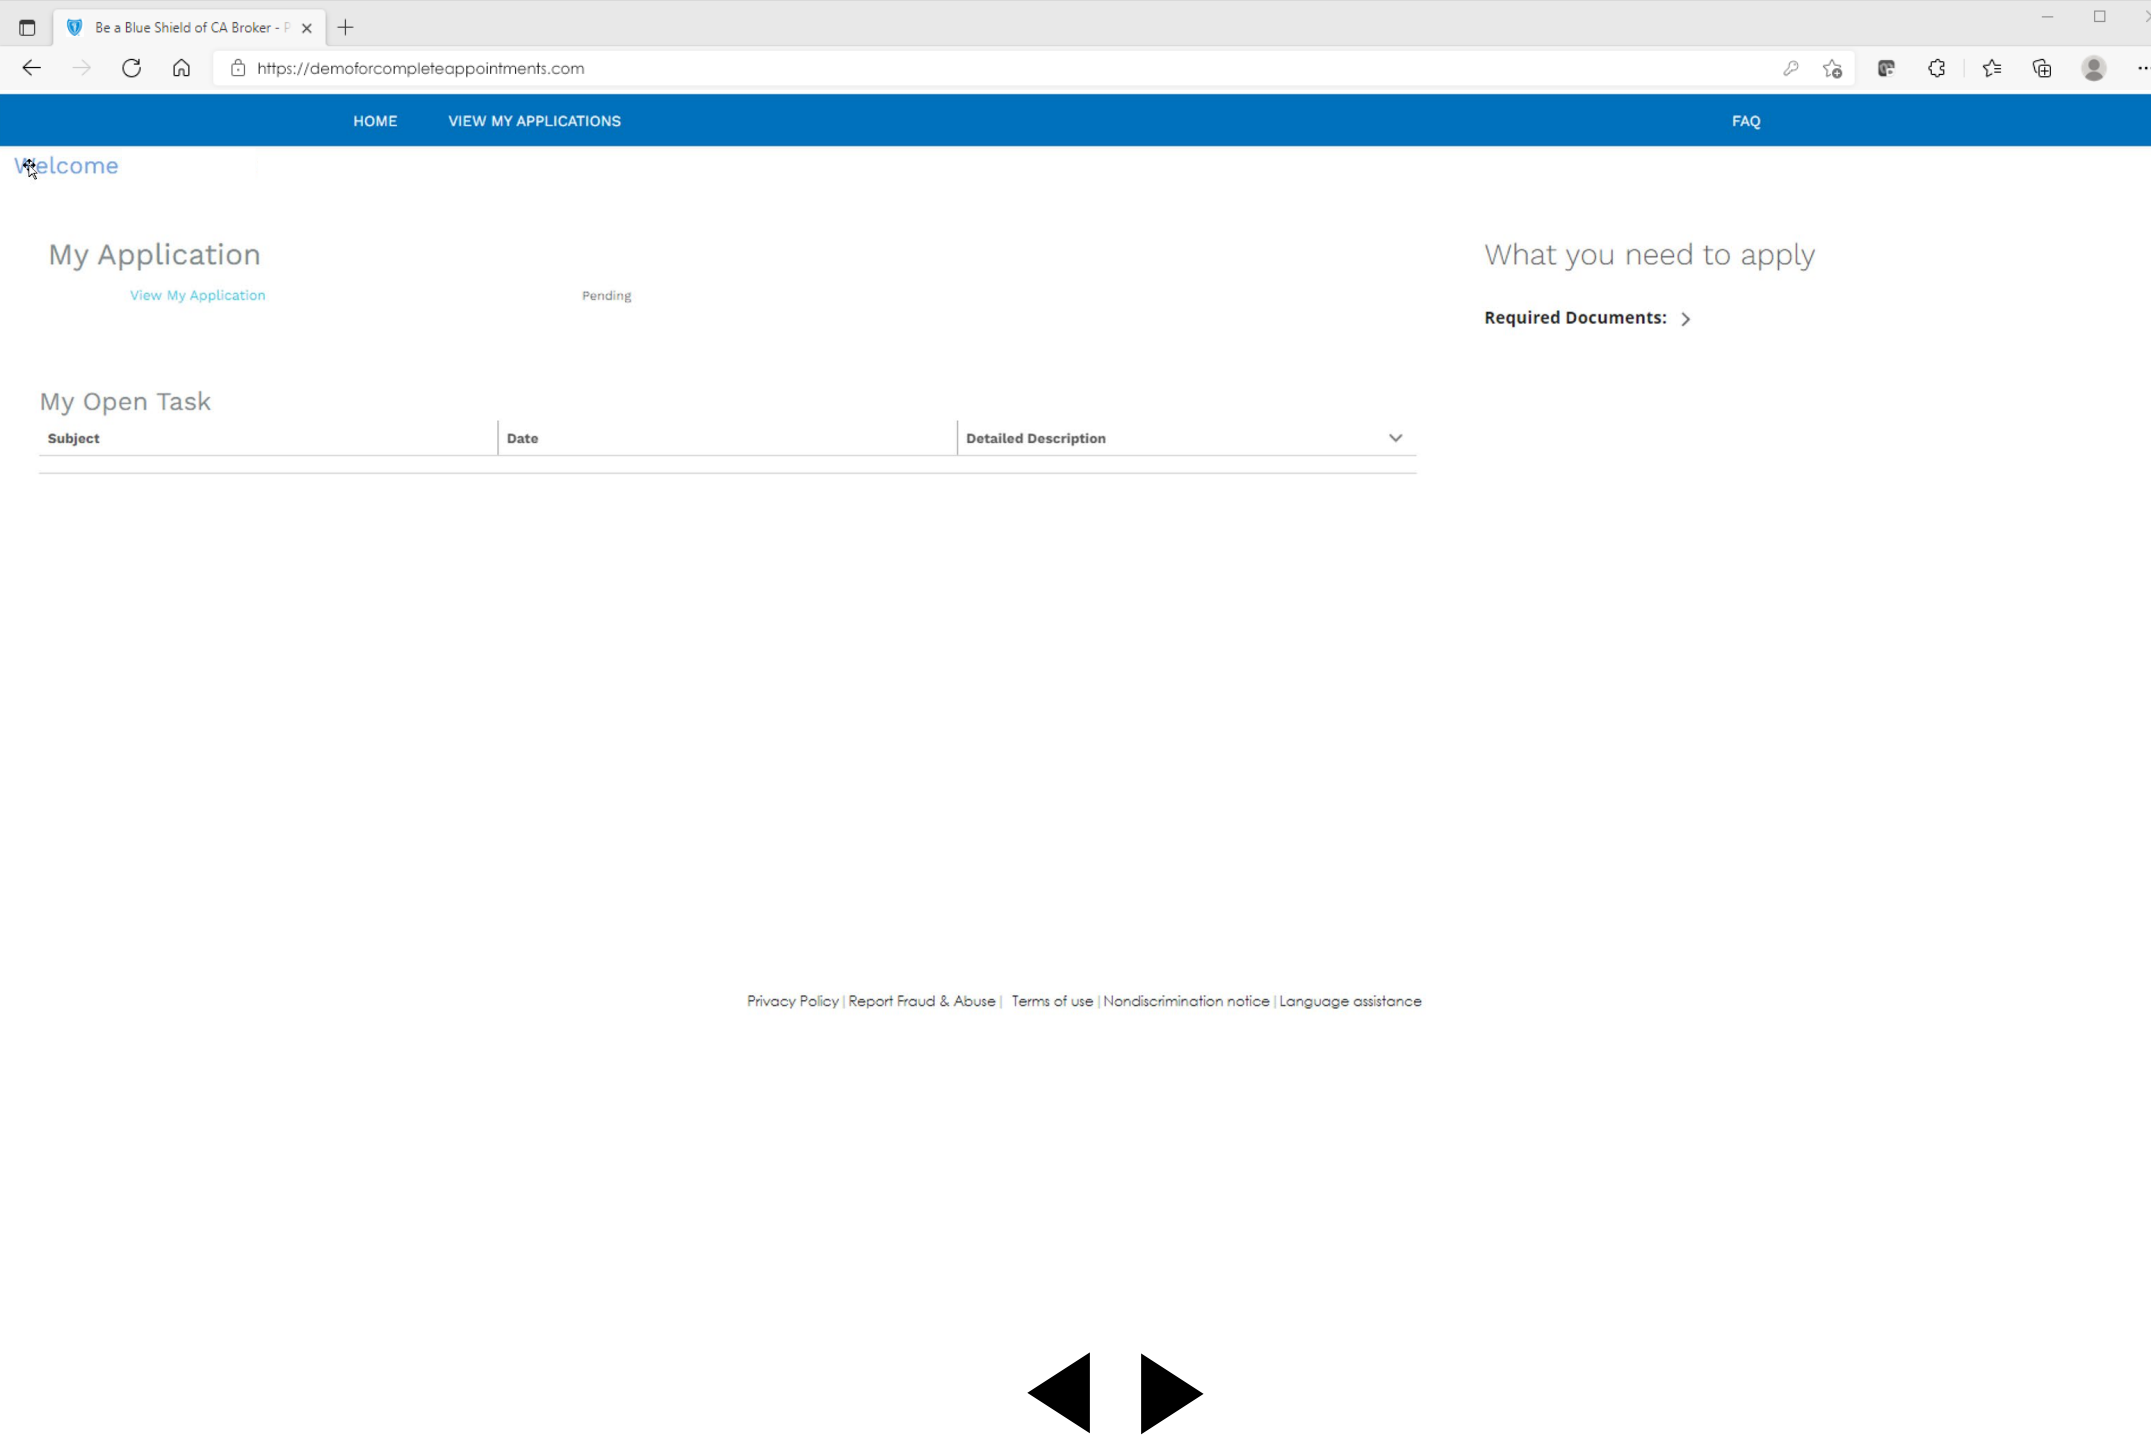 Be a Blue Shield of CA Broker - P
https://demoforcompleteappointments.com
HOME VIEW MY APPLICATIONS FAQ
Welcome
My Application
View My Application Pending
What you need to apply
Required Documents:
My Open Task
Subject Date Detailed Description
Privacy Policy | Report Fraud & Abuse | Terms of use | Nondiscrimination notice | Language assistance